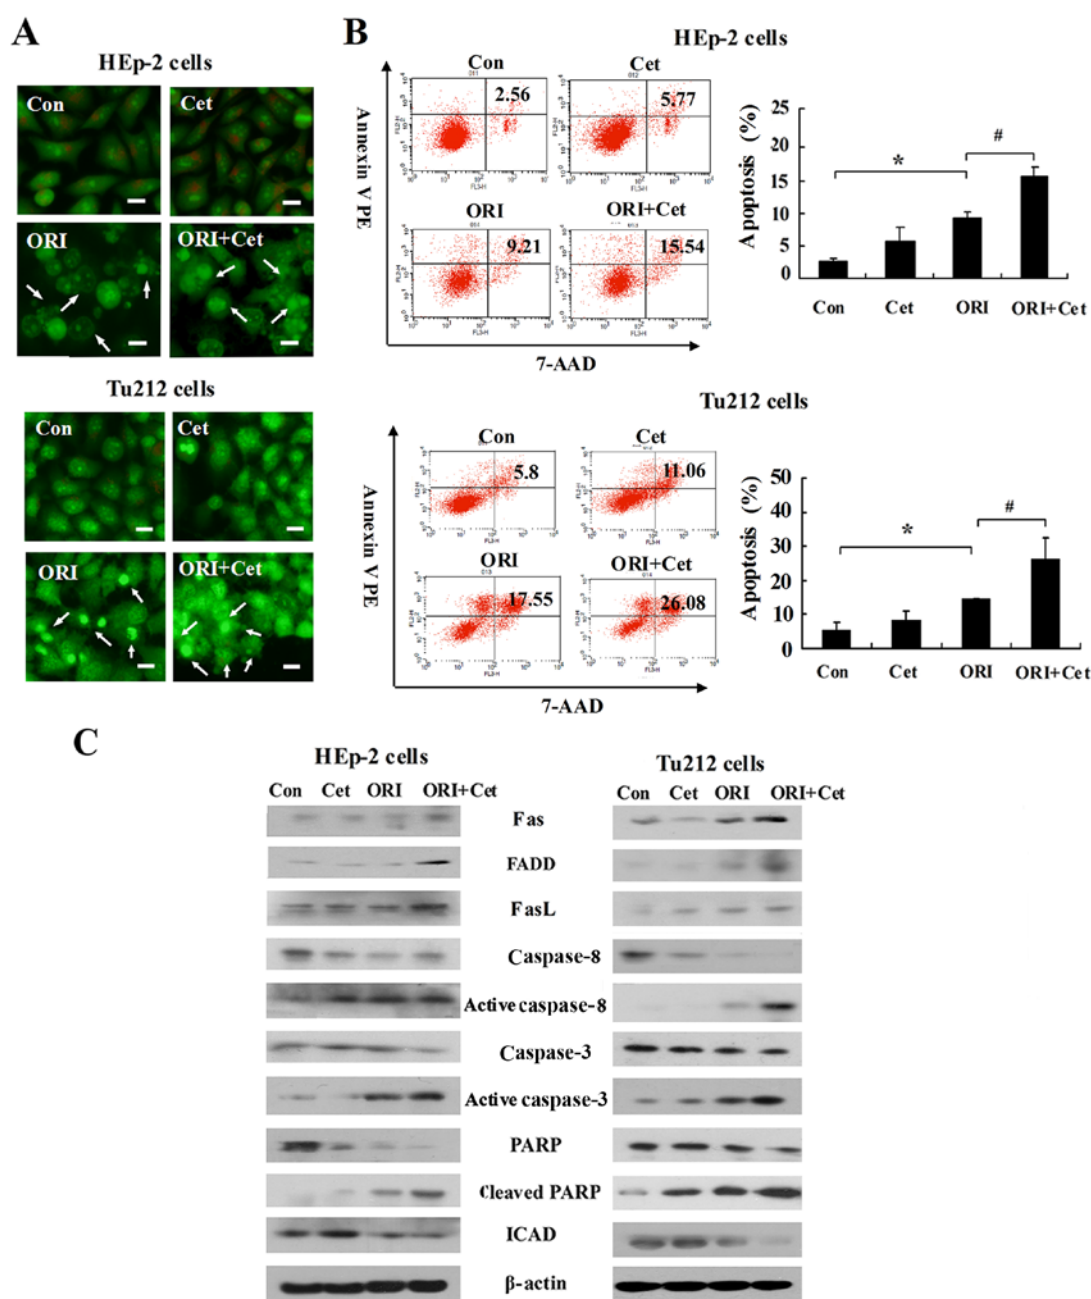 A
HEp-2 cells
Con
Cet
ORI
ORI+Cet
Tu212 cells
Con
Cet
ORI
ORI+Cet
B
HEp-2 cells
Con
Cet
2.56
5.77
ORI
ORI+Cet
9.21
15.54
Annexin V PE
7-AAD
FL3-H
Apoptosis (%)
25
20
15
10
5
0
*
#
Con
Cet
ORI
ORI+Cet
Tu212 cells
Con
Cet
5.8
11.06
ORI
ORI+Cet
17.55
26.08
Annexin V PE
7-AAD
Apoptosis (%)
50
40
30
20
10
0
*
#
Con
Cet
ORI
ORI+Cet
C
HEp-2 cells
Tu212 cells
Con Cet ORI ORI+Cet
Con Cet ORI ORI+Cet
Fas
FADD
FasL
Caspase-8
Active caspase-8
Caspase-3
Active caspase-3
PARP
Cleaved PARP
ICAD
β-actin